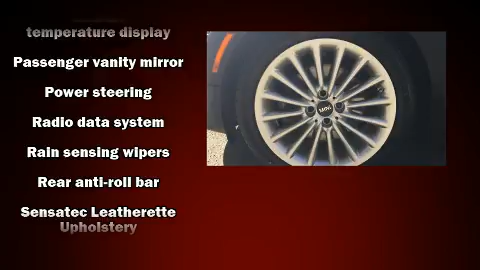 temperature display
Passenger vanity mirror
Power steering
Radio data system
Rain sensing wipers
Rear anti-roll bar
Sensatec Leatherette
Upholstery
MINI